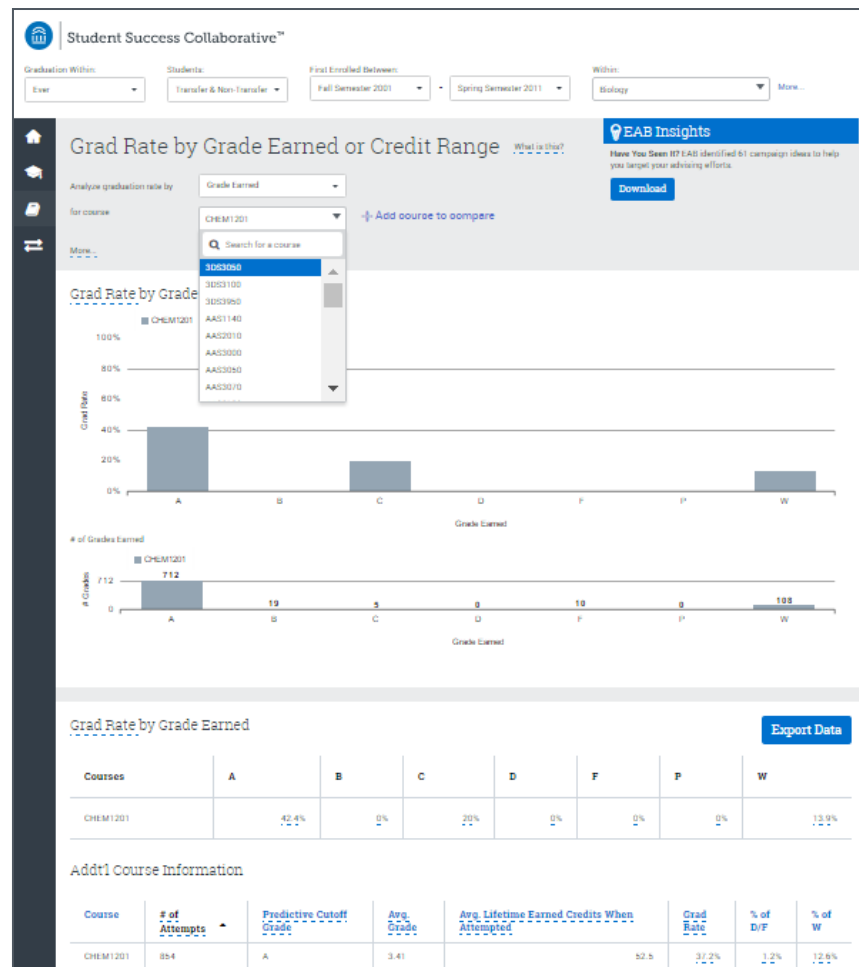 Student Success Collaborative™
Graduation Within: Students: First Enrolled Between: Within:
Ever Transfer & Non-Transfer Fall Semester 2001 - Spring Semester 2011 Biology More...
Grad Rate by Grade Earned or Credit Range What is this?
EAB Insights
Have You Seen It? EAB identified 61 campaign ideas to help
you target your advising efforts.
Download
Analyze graduation rate by Grade Earned
for course CHEM1201 Add course to compare
Search for a course
More...
3DS3050
3DS3100
3DS3950
AAS1140
AAS2010
AAS3000
AAS3050
AAS3070
Grad Rate by Grade
CHEM1201
100%
80%
60%
40%
20%
0%
Grad Rate
A B C D F P W
Grade Earned
# of Grades Earned
CHEM1201
# Grades
712
0
712 19 5 0 10 0 108
A B C D F P W
Grade Earned
Grad Rate by Grade Earned
Export Data
Courses A B C D F P W
CHEM1201 42.4% 0% 20% 0% 0% 0% 13.9%
Addt'l Course Information
Course # of Attempts Predictive Cutoff Grade Avg. Grade Avg. Lifetime Earned Credits When Attempted Grad Rate % of D/F % of W
CHEM1201 854 A 3.41 52.5 37.2% 1.2% 12.6%